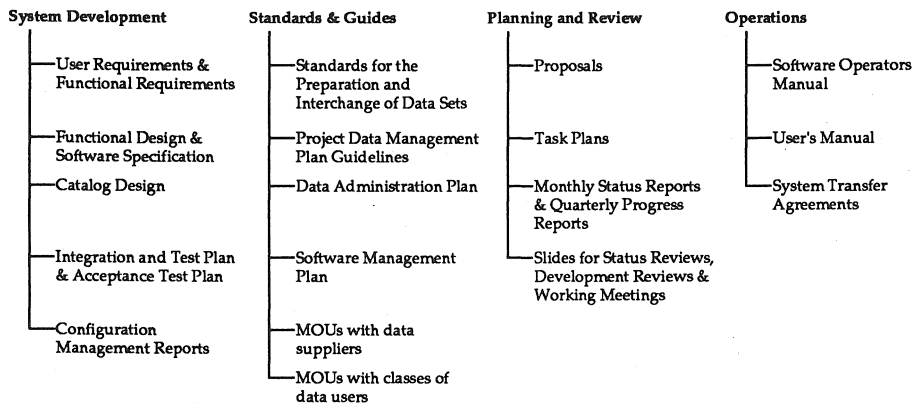 System Development
User Requirements &
Functional Requirements
Functional Design &
Software Specification
Catalog Design
Integration and Test Plan
& Acceptance Test Plan
Configuration
Management Reports
Standards & Guides
Standards for the
Preparation and
Interchange of Data Sets
Project Data Management
Plan Guidelines
Data Administration Plan
Software Management
Plan
MOUs with data
suppliers
MOUs with classes of
data users
Planning and Review
Proposals
Task Plans
Monthly Status Reports
& Quarterly Progress
Reports
Slides for Status Reviews,
Development Reviews &
Working Meetings
Operations
Software Operators
Manual
User's Manual
System Transfer
Agreements